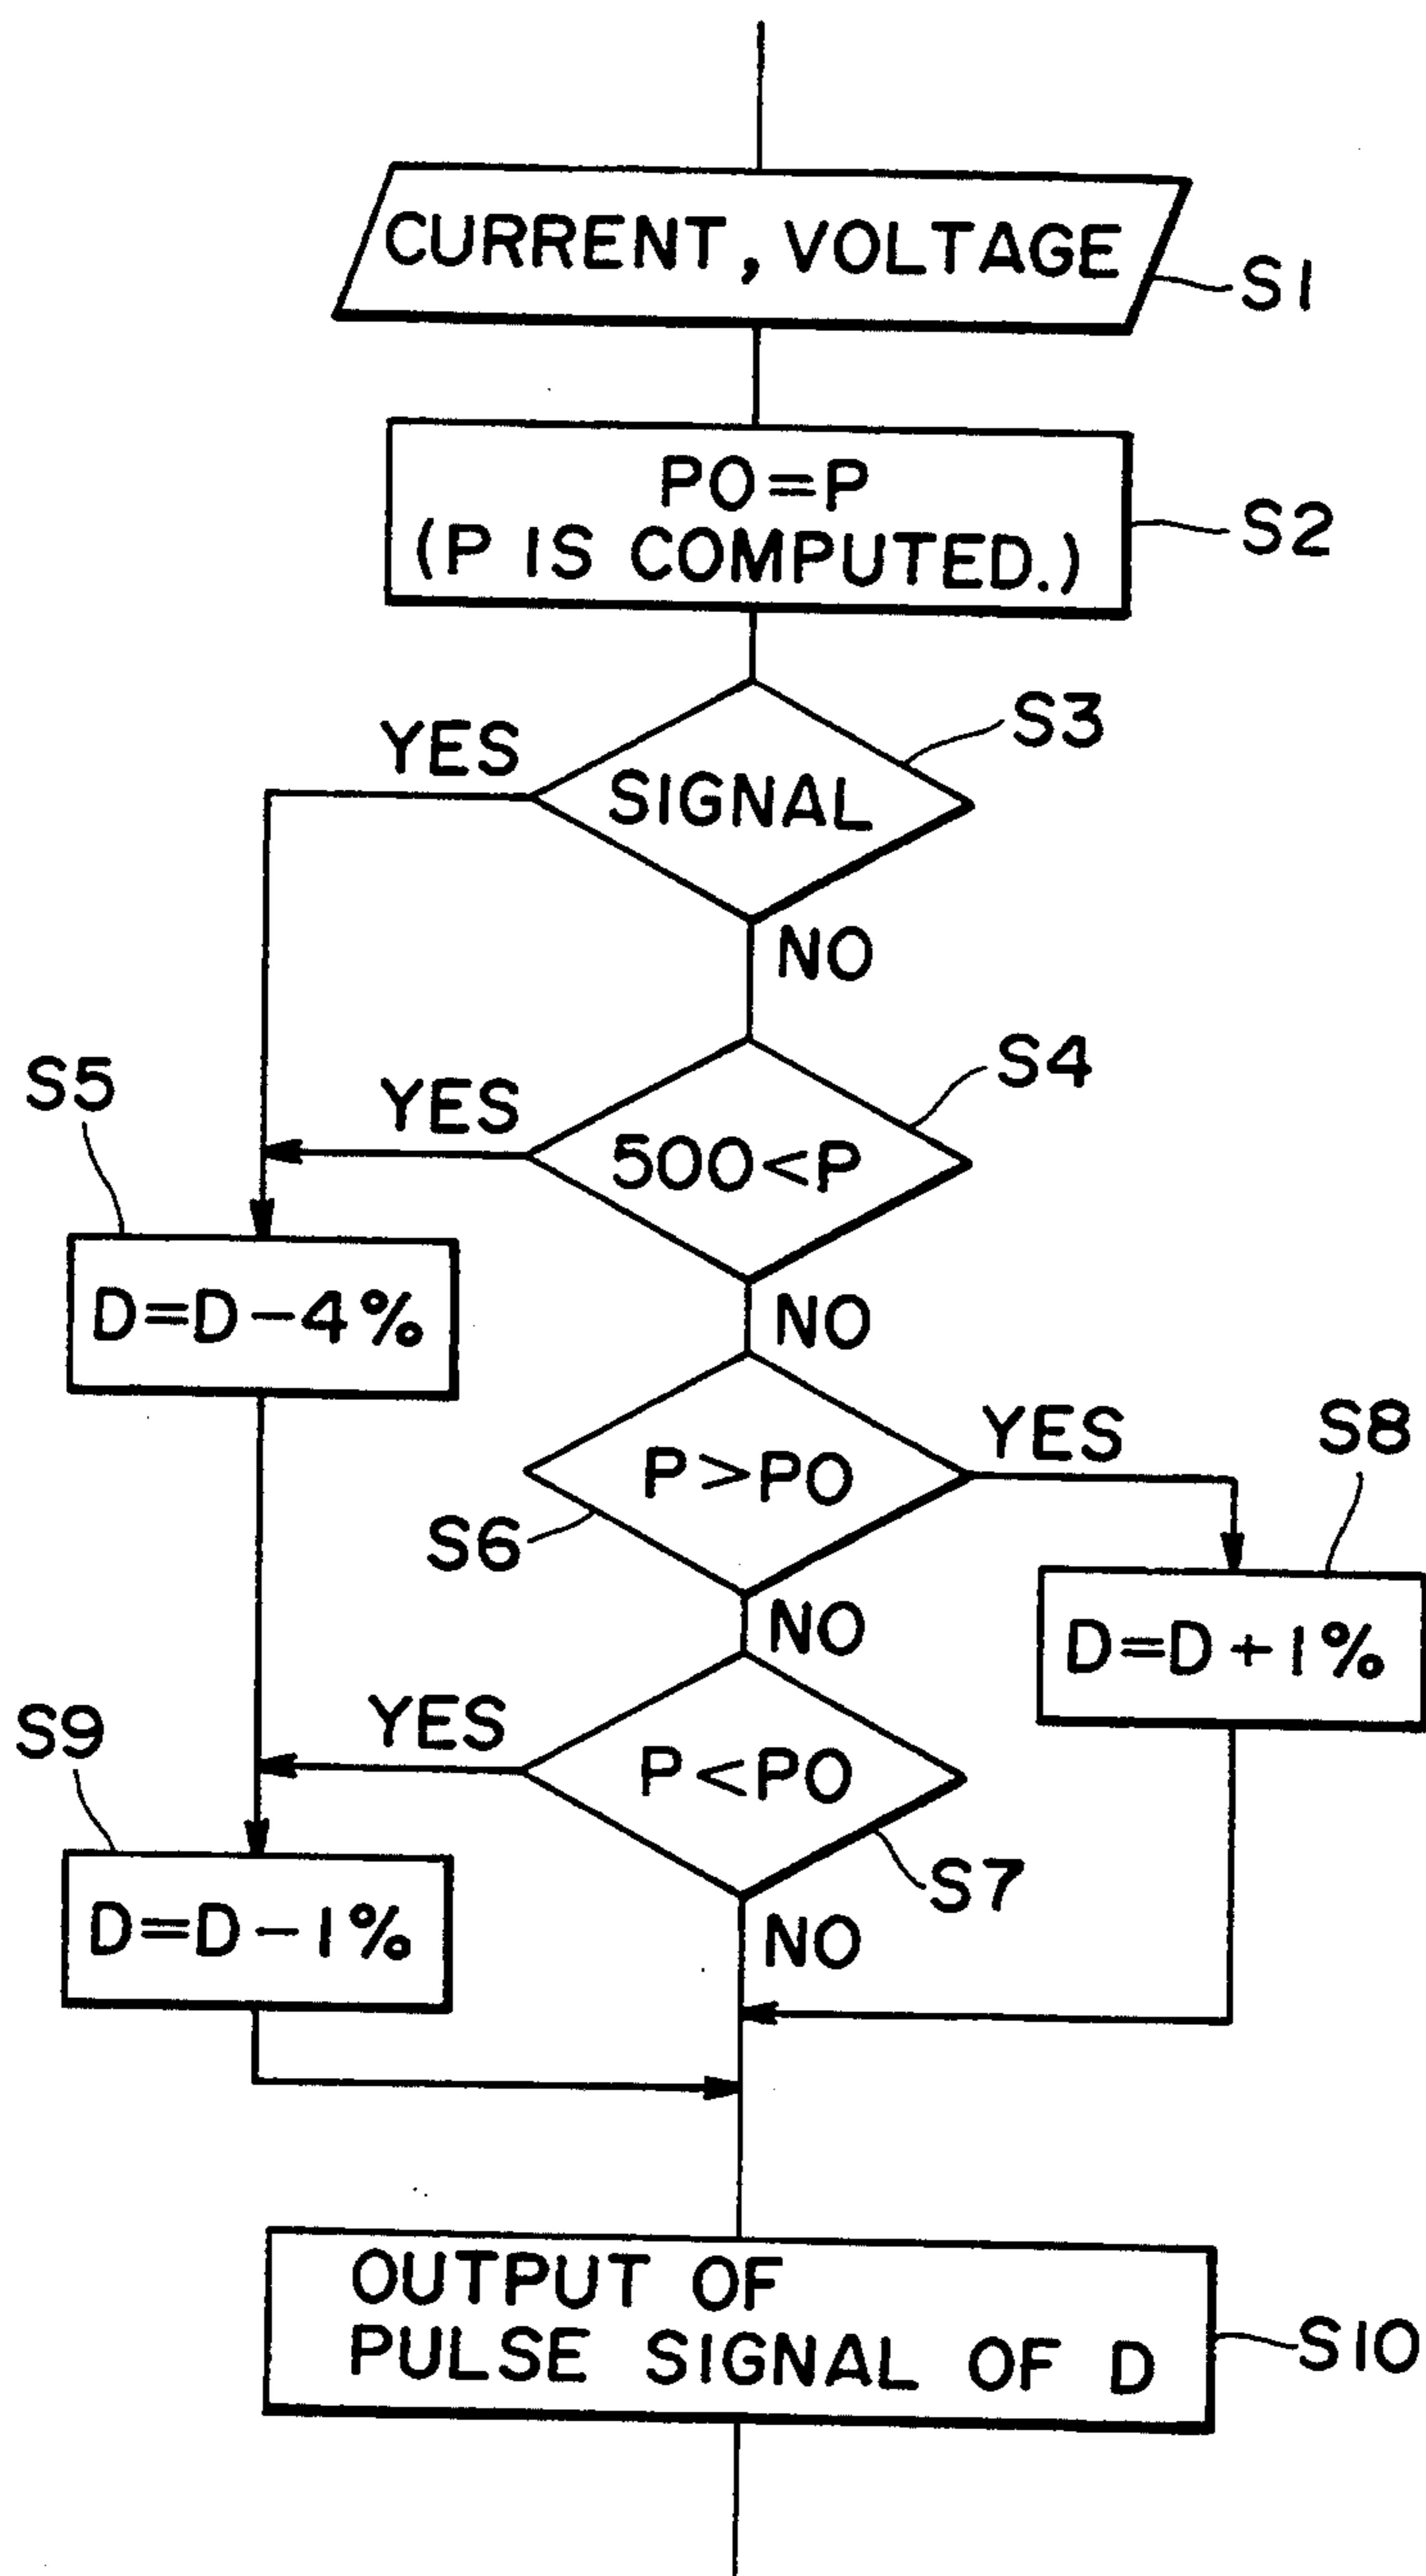 CURRENT, VOLTAGE
S1
PO=P
(P IS COMPUTED.)
S2
YES
SIGNAL
S3
NO
S5
YES
500<P
S4
D=D-4%
NO
P>PO
YES
S8
S6
D=D+1%
NO
S9
YES
P<PO
S7
D=D-1%
NO
OUTPUT OF
PULSE SIGNAL OF D
S10